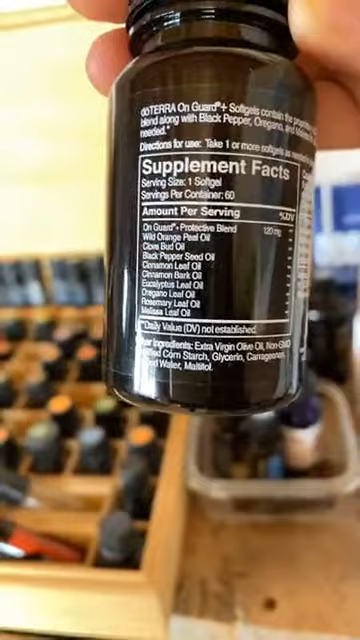 doTERRA On Guard®+ Softgels contain the
blend along with Black Pepper, Oregano, and
needed.*
Directions for use: Take 1 or more softgels as
Supplement Facts
Serving Size: 1 Softgel
Servings Per Container: 60
Amount Per Serving %DV
On Guard®+ Protective Blend 120 mg
Wild Orange Peel Oil
Clove Bud Oil
Black Pepper Seed Oil
Cinnamon Leaf Oil
Cinnamon Bark Oil
Eucalyptus Leaf Oil
Oregano Leaf Oil
Rosemary Leaf Oil
Melissa Leaf Oil
**Daily Value (DV) not established.
Ingredients: Extra Virgin Olive Oil, Non-GMO
Corn Starch, Glycerin, Carrageenan,
Water, Maltitol.